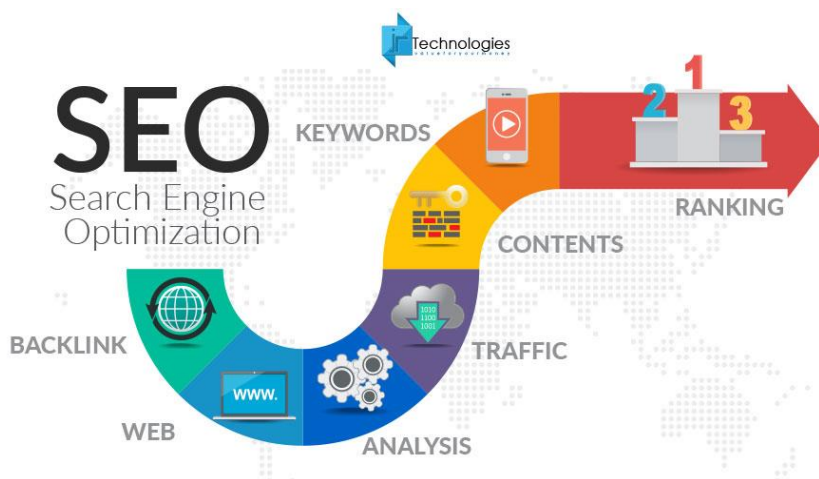 jr Technologies
SEO
Search Engine
Optimization
KEYWORDS
1
2
3
RANKING
CONTENTS
1010
1100
1001
BACKLINK
TRAFFIC
WWW.
WEB
ANALYSIS